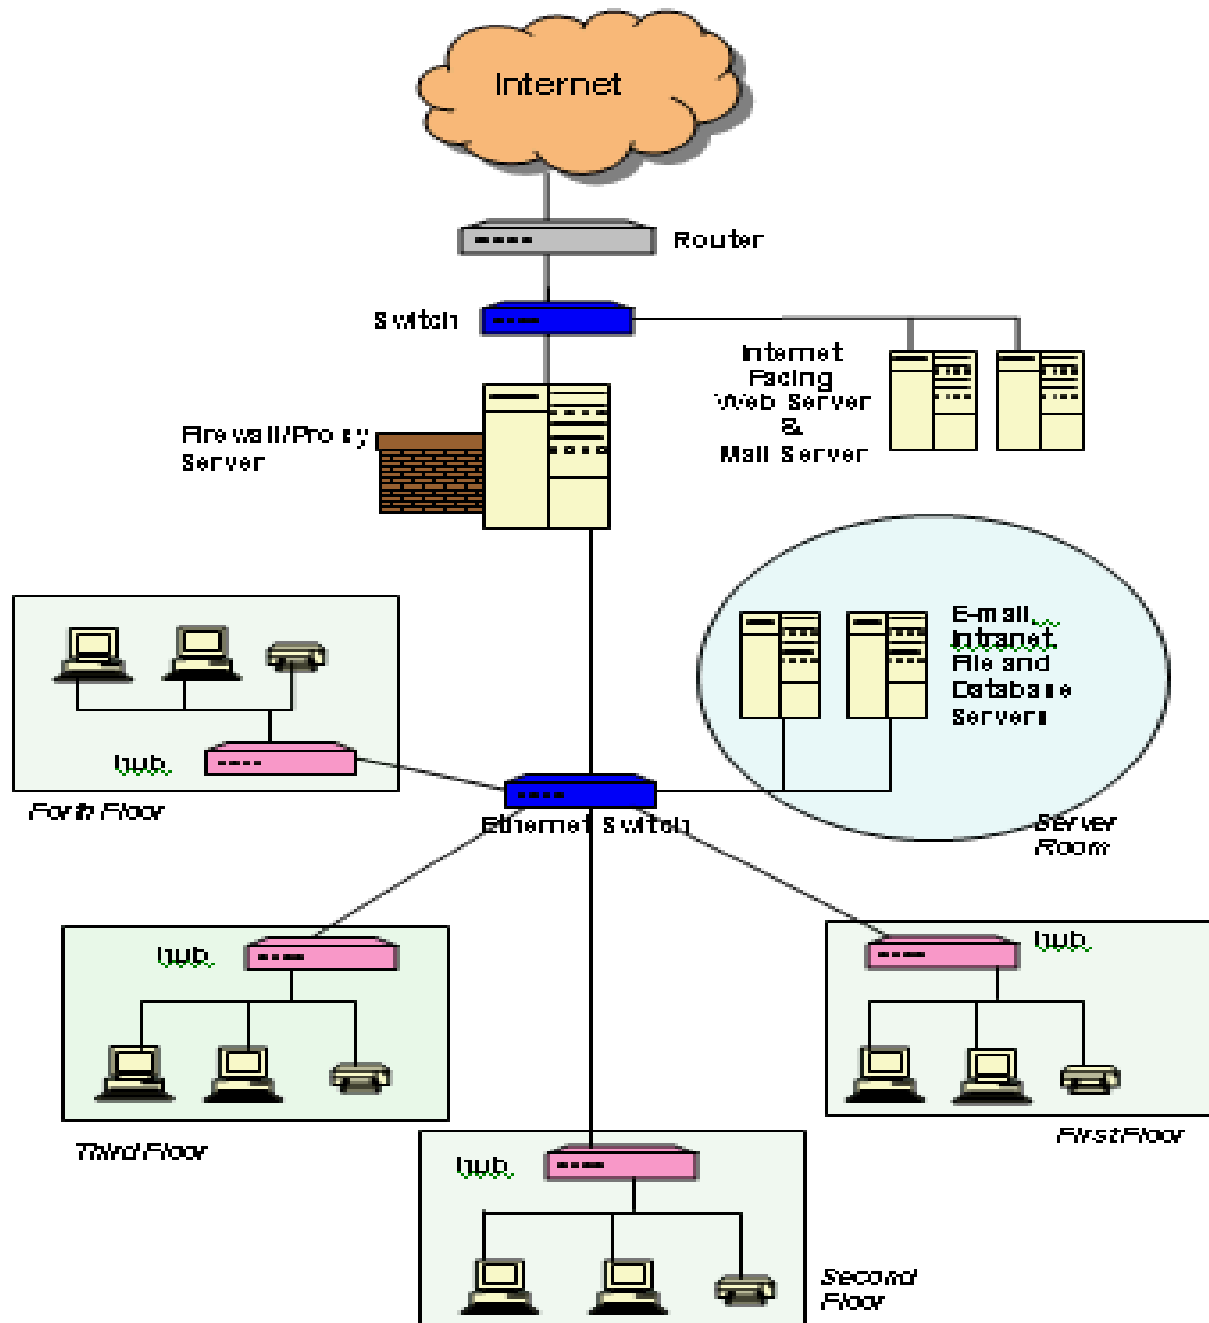 Internet
Router
Switch
Internet
Facing
Web Server
&
Mail Server
Firewall/Proxy
Server
E-mail,
Intranet,
File and
Database
Servers
hub
Forth Floor
Ethernet Switch
Server
Room
hub
hub
Third Floor
First Floor
hub
Second
Floor